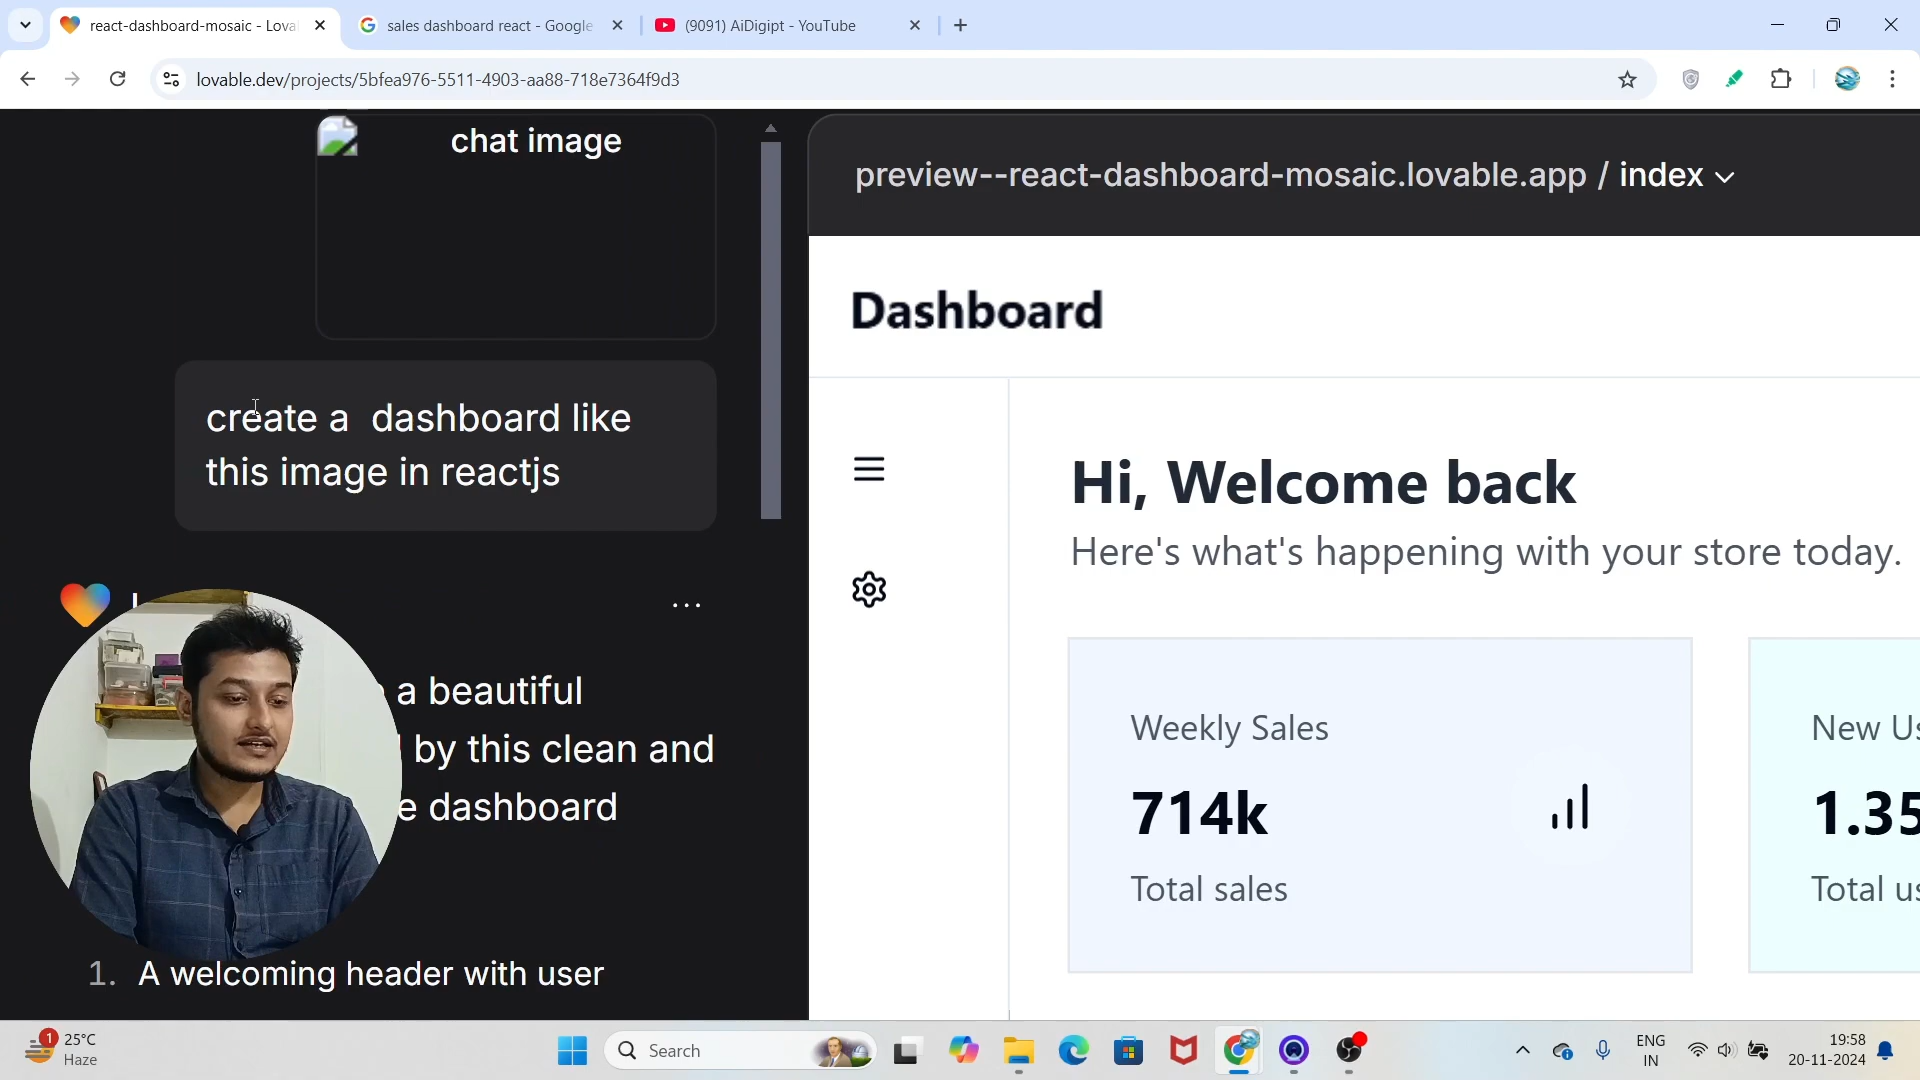 react-dashboard-mosaic - Lova
sales dashboard react - Google
(9091) AiDigipt - YouTube
lovable.dev/projects/5bfea976-5511-4903-aa88-718e7364f9d3
chat image
create a dashboard like
this image in reactjs
a beautiful
by this clean and
dashboard
1. A welcoming header with user
preview--react-dashboard-mosaic.lovable.app / index
Dashboard
Hi, Welcome back
Here's what's happening with your store today.
Weekly Sales
714k
Total sales
New Us
1.35
Total us
1
25°C
Haze
Search
ENG
IN
19:58
20-11-2024